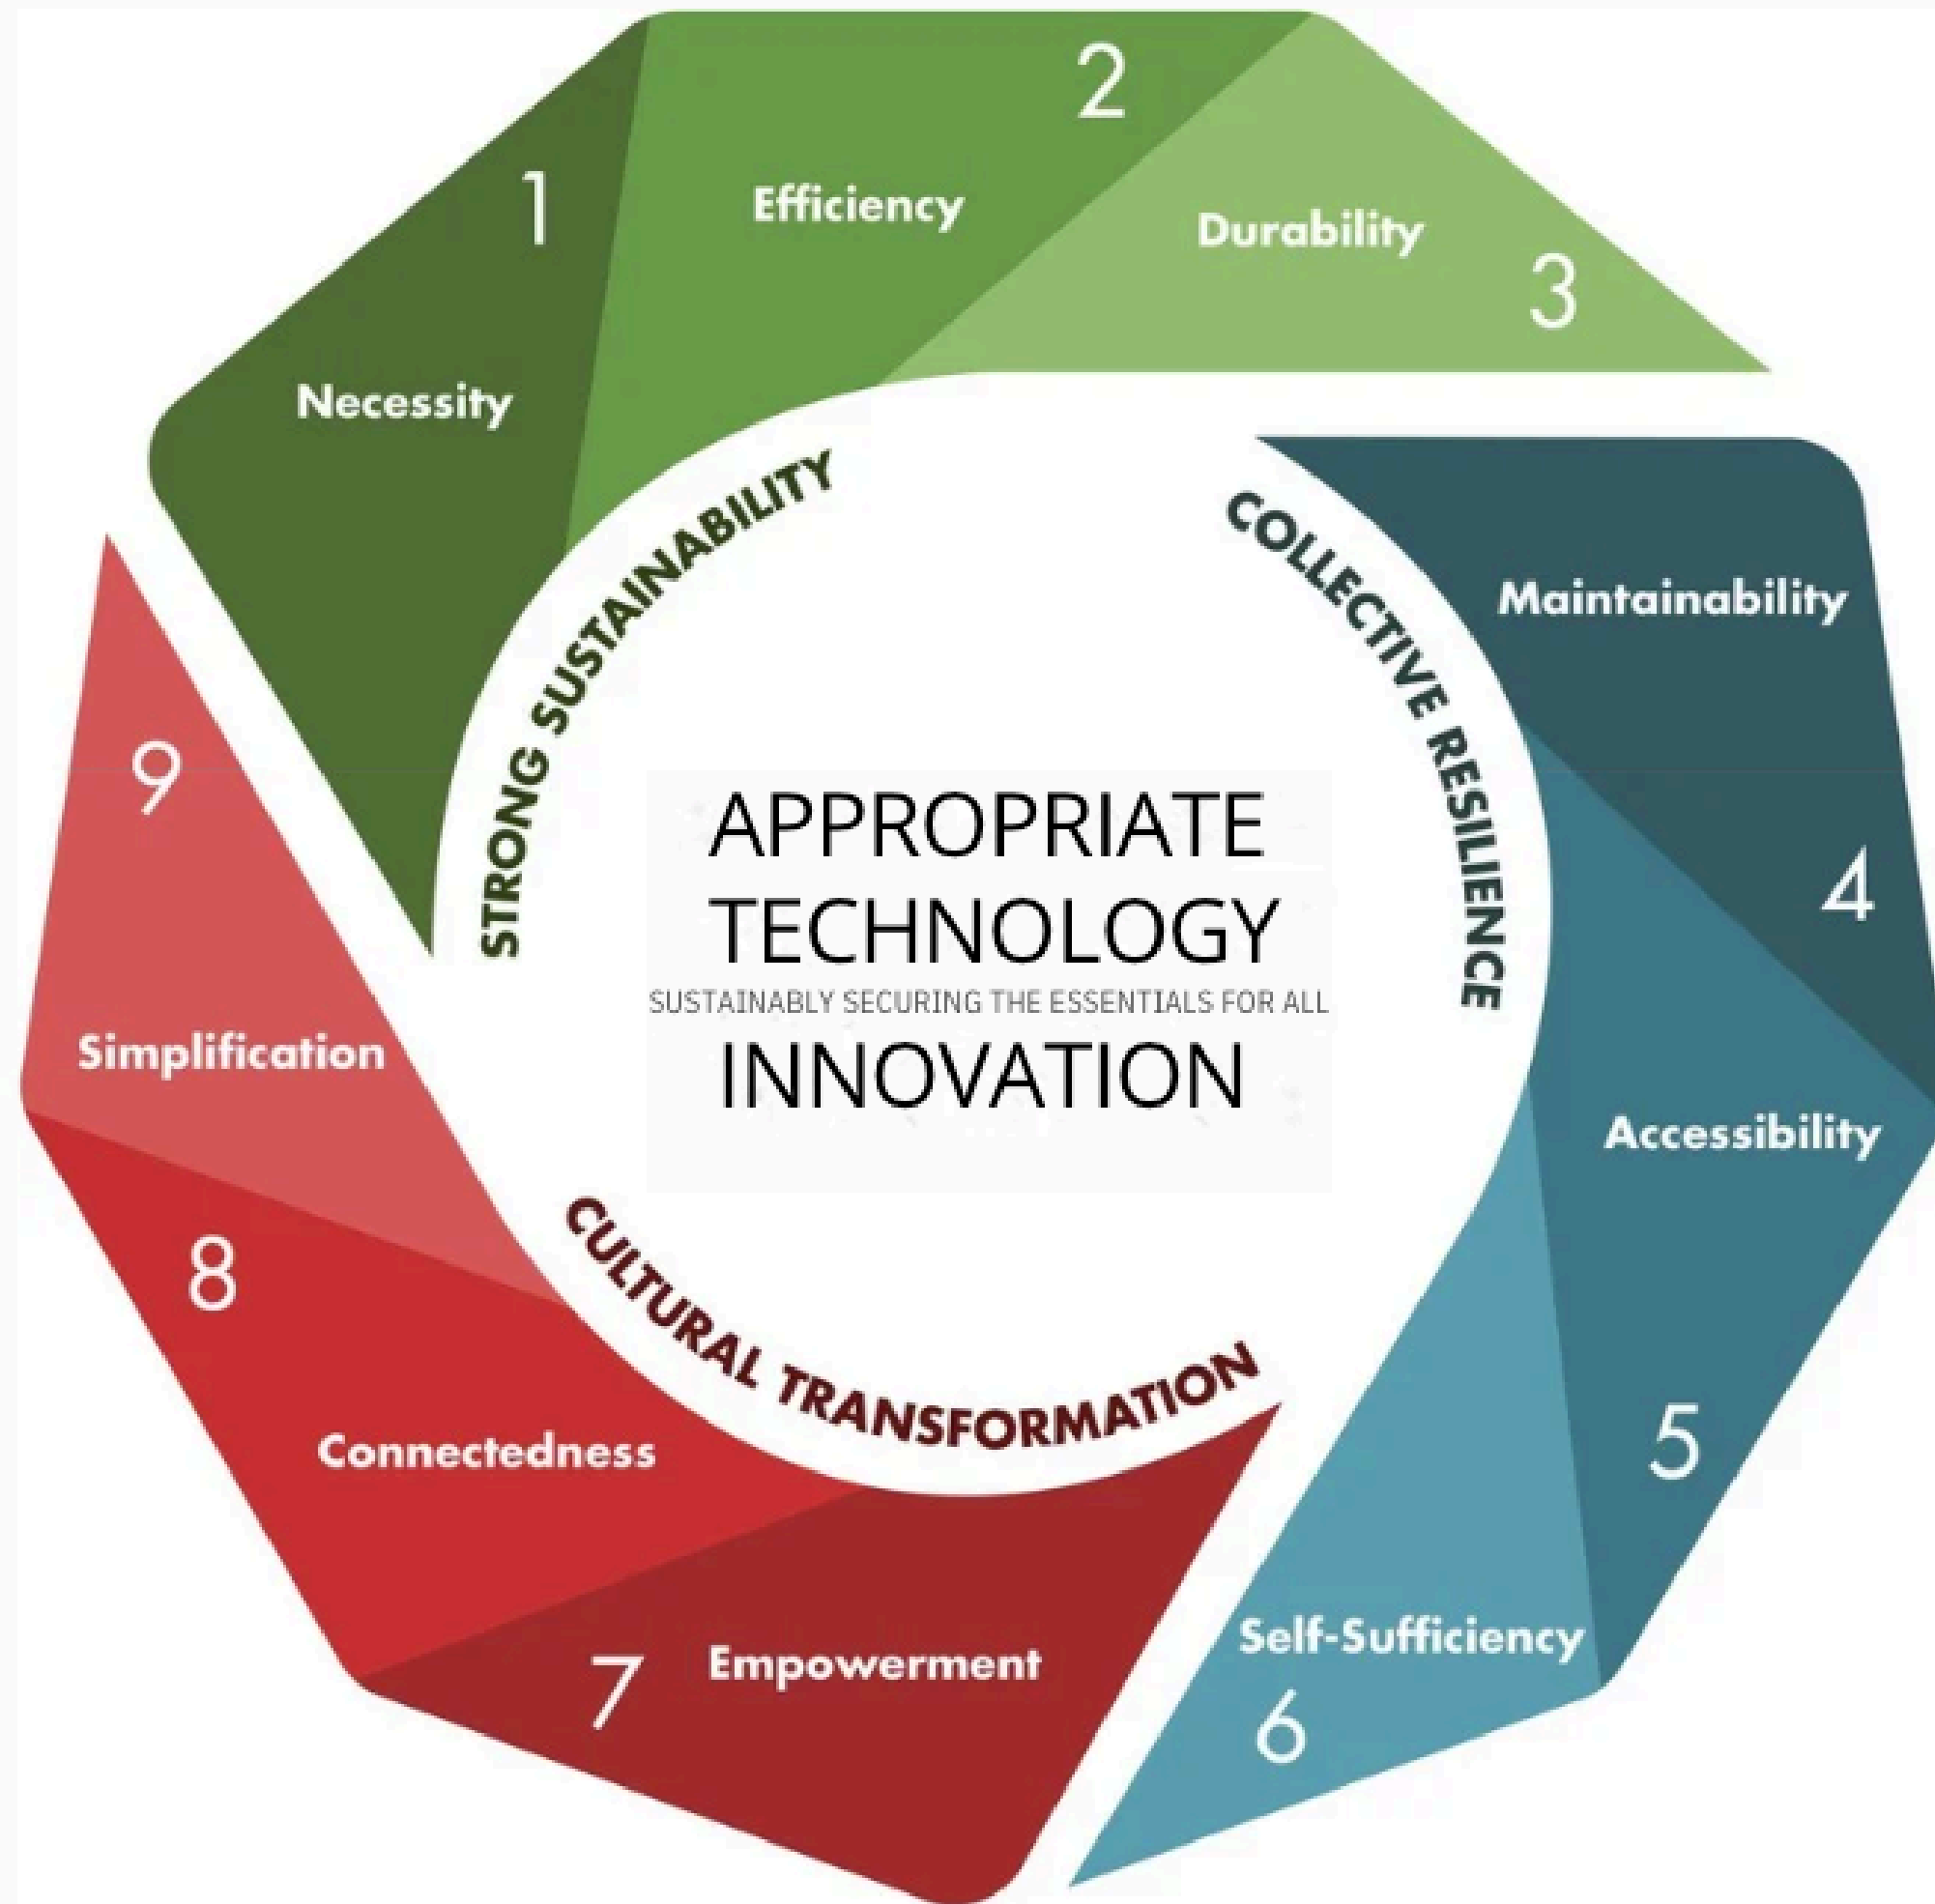 1
Necessity
2
Efficiency
3
Durability
STRONG SUSTAINABILITY
4
Maintainability
5
Accessibility
6
Self-Sufficiency
COLLECTIVE RESILIENCE
7
Empowerment
8
Connectedness
9
Simplification
CULTURAL TRANSFORMATION
APPROPRIATE
TECHNOLOGY
SUSTAINABLY SECURING THE ESSENTIALS FOR ALL
INNOVATION